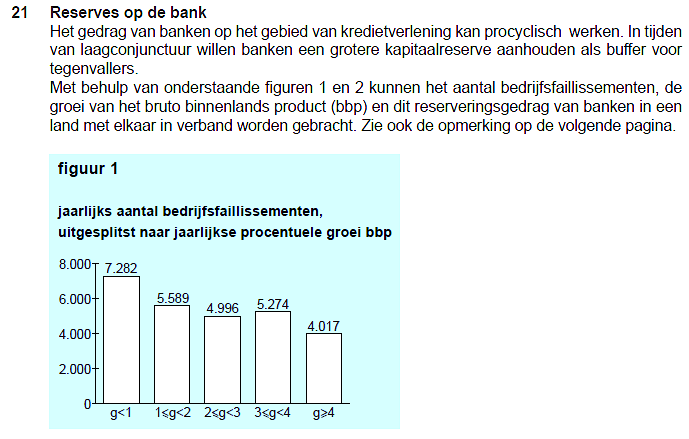 21 Reserves op de bank
Het gedrag van banken op het gebied van kredietverlening kan procyclisch werken. In tijden
van laagconjunctuur willen banken een grotere kapitaalreserve aanhouden als buffer voor
tegenvallers.
Met behulp van onderstaande figuren 1 en 2 kunnen het aantal bedrijfsfaillissementen, de
groei van het bruto binnenlands product (bbp) en dit reserveringsgedrag van banken in een
land met elkaar in verband worden gebracht. Zie ook de opmerking op de volgende pagina.
figuur 1
jaarlijks aantal bedrijfsfaillissementen,
uitgesplitst naar jaarlijkse procentuele groei bbp
8.000 7.282
6.000 5.589 4.996 5.274
4.000 4.017
2.000
0
g<1 1⩽g<2 2⩽g<3 3⩽g<4 g⩾4